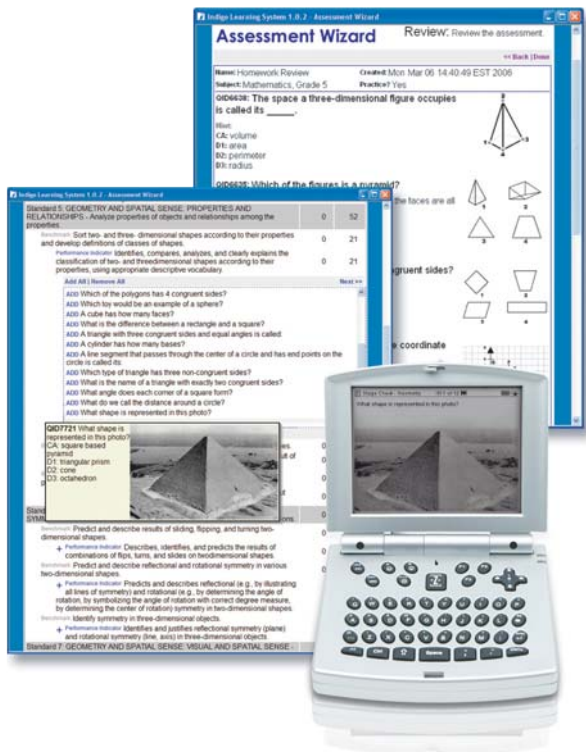 Indigo Learning System 1.0.2 - Assessment Wizard
Assessment Wizard
Review: Review the assessment.
<< Back | Done
Name: Homework Review
Created: Mon Mar 06 14:40:49 EST 2006
Subject: Mathematics, Grade 5
Practice? Yes
QID6638: The space a three-dimensional figure occupies
is called its _____.
CA: volume
D1: area
D2: perimeter
D3: radius
QID6635: Which of the figures is a pyramid?
the faces are all
gruent sides?
e coordinate
Indigo Learning System 1.0.2 - Assessment Wizard
Standard 5: GEOMETRY AND SPATIAL SENSE: PROPERTIES AND
RELATIONSHIPS - Analyze properties of objects and relationships among the
properties.
0 52
Benchmark Sort two- and three- dimensional shapes according to their properties
and develop definitions of classes of shapes.
0 21
Performance Indicator Identifies, compares, analyzes, and clearly explains the
classification of two- and threedimensional shapes according to their
properties, using appropriate descriptive vocabulary.
0 21
Add All | Remove All
Next >>
ADD Which of the polygons has 4 congruent sides?
ADD Which toy would be an example of a sphere?
ADD A cube has how many faces?
ADD What is the difference between a rectangle and a square?
ADD A triangle with three congruent sides and equal angles is called
ADD A cylinder has how many bases?
ADD A line segment that passes through the center of a circle and has end points on the
circle is called its
ADD Which type of triangle has three non-congruent sides?
ADD What is the name of a triangle with exactly two congruent sides?
ADD What angle does each corner of a square form?
ADD What do we call the distance around a circle?
ADD What shape is represented in this photo?
QID7721 What shape is
represented in this photo?
CA: square based
pyramid
D1: triangular prism
D2: cone
D3: octahedron
Benchmark Predict and describe results of sliding, flipping, and turning two-
dimensional shapes.
+ Performance Indicator Describes, identifies, and predicts the results of
combinations of flips, turns, and slides on twodimensional shapes.
Benchmark Predict and describe reflectional and rotational symmetry in various
two-dimensional shapes.
+ Performance Indicator Predicts and describes reflectional (e.g., by illustrating
all lines of symmetry) and rotational (e.g., by determining the angle of
rotation, by symbolizing the angle of rotation with correct degree measure,
by determining the center of rotation) symmetry in two-dimensional shapes.
Benchmark Identify symmetry in three-dimensional objects.
+ Performance Indicator Identifies and justifies reflectional symmetry (plane)
and rotational symmetry (line, axis) in three-dimensional objects.
Standard 7: GEOMETRY AND SPATIAL SENSE: VISUAL AND SPATIAL SENSE -
What shape is represented in this photo?
Space